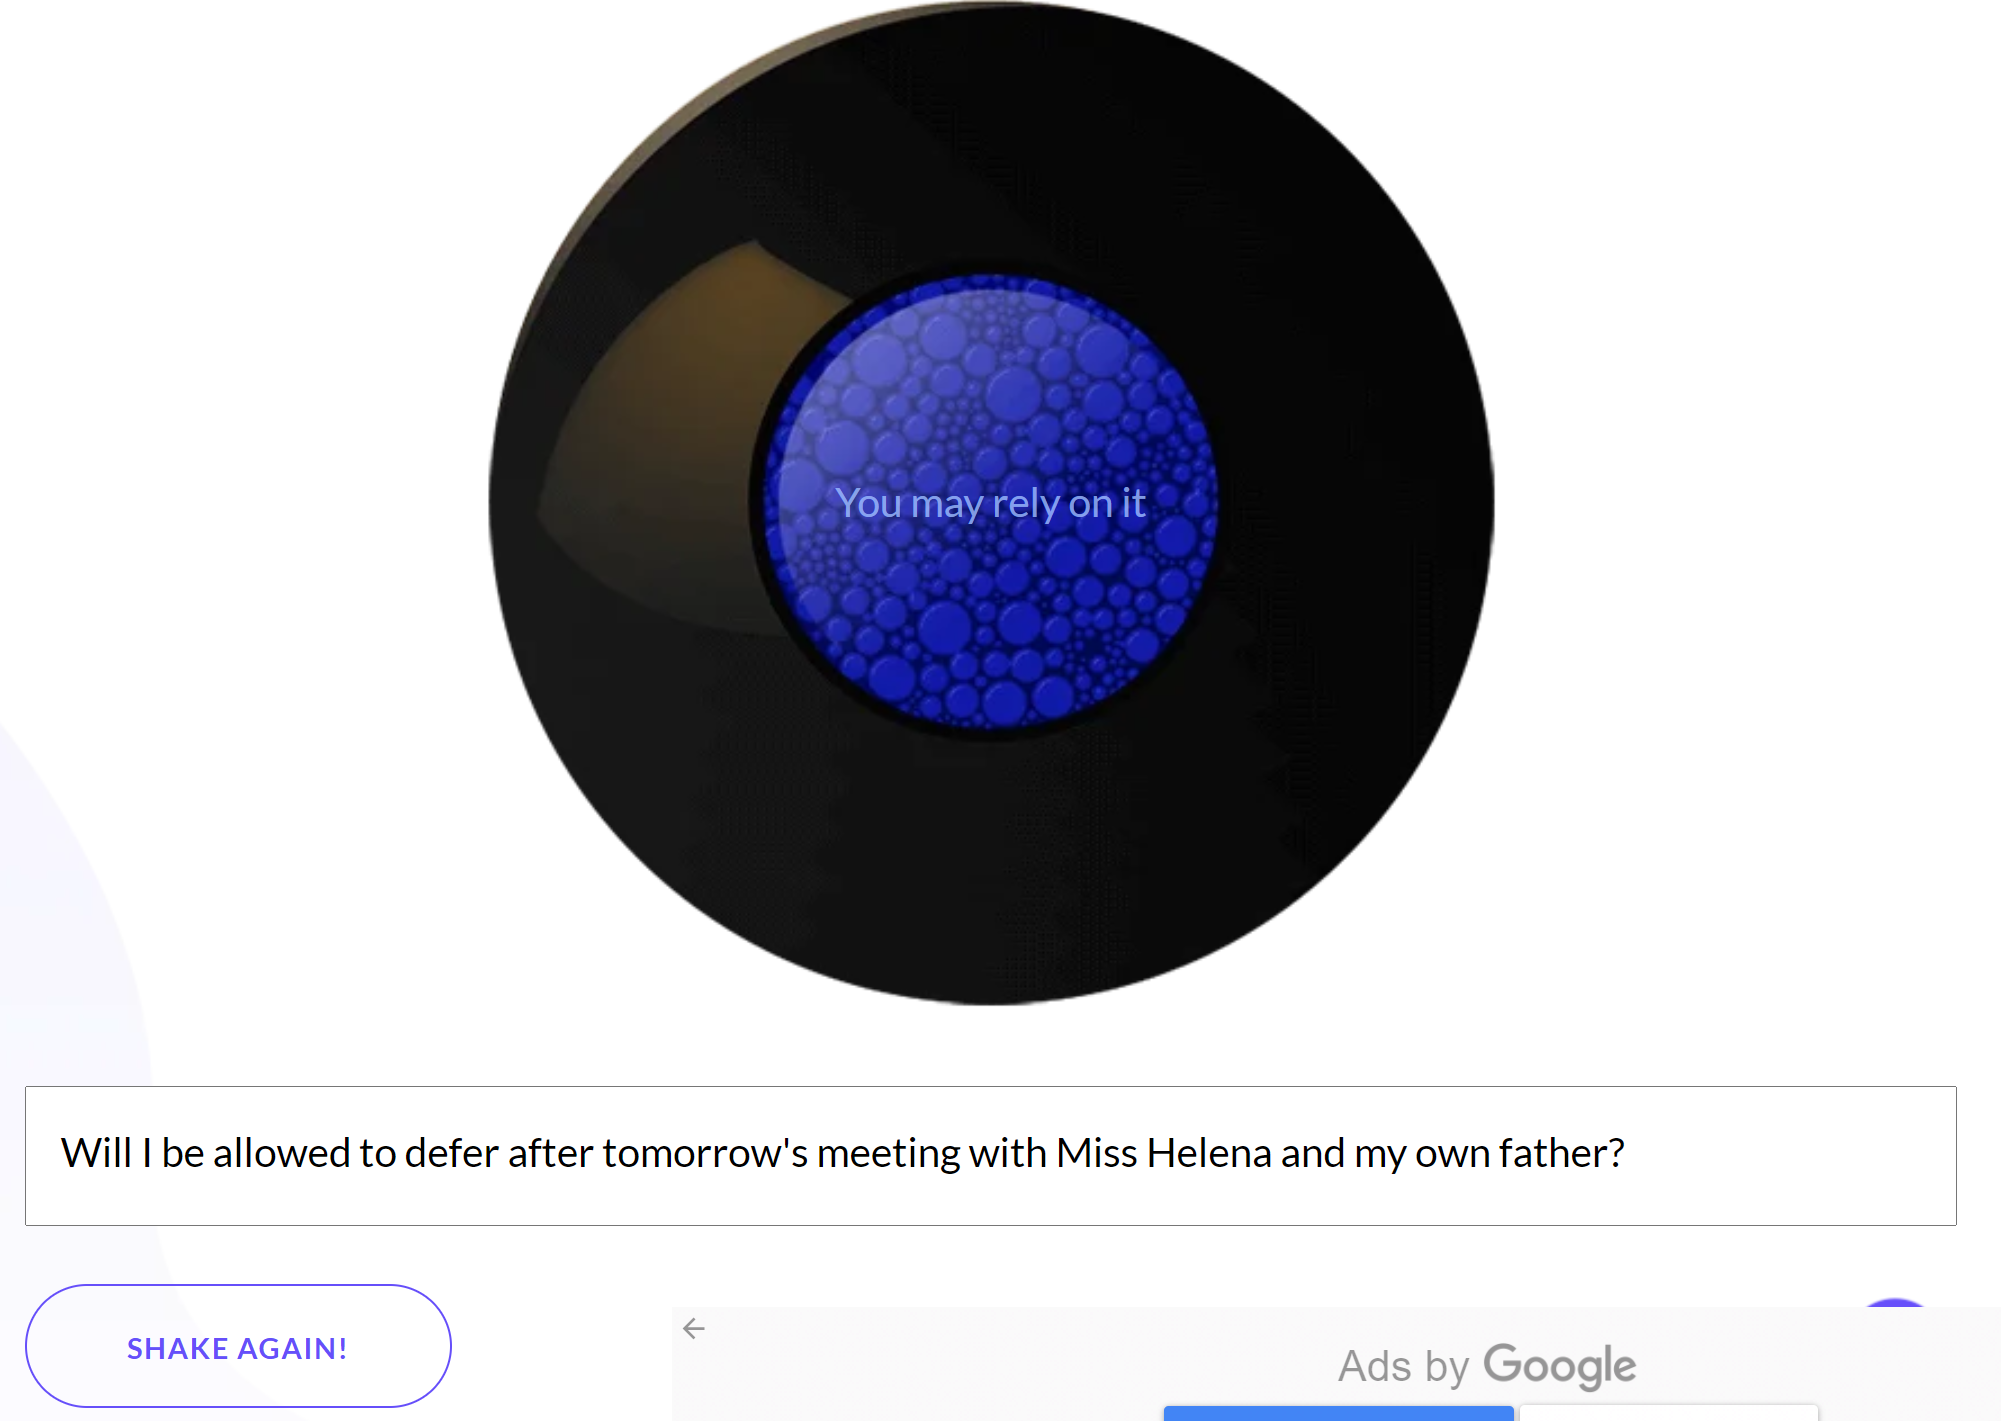 You may rely on it
Will I be allowed to defer after tomorrow's meeting with Miss Helena and my own father?
SHAKE AGAIN!
Ads by Google